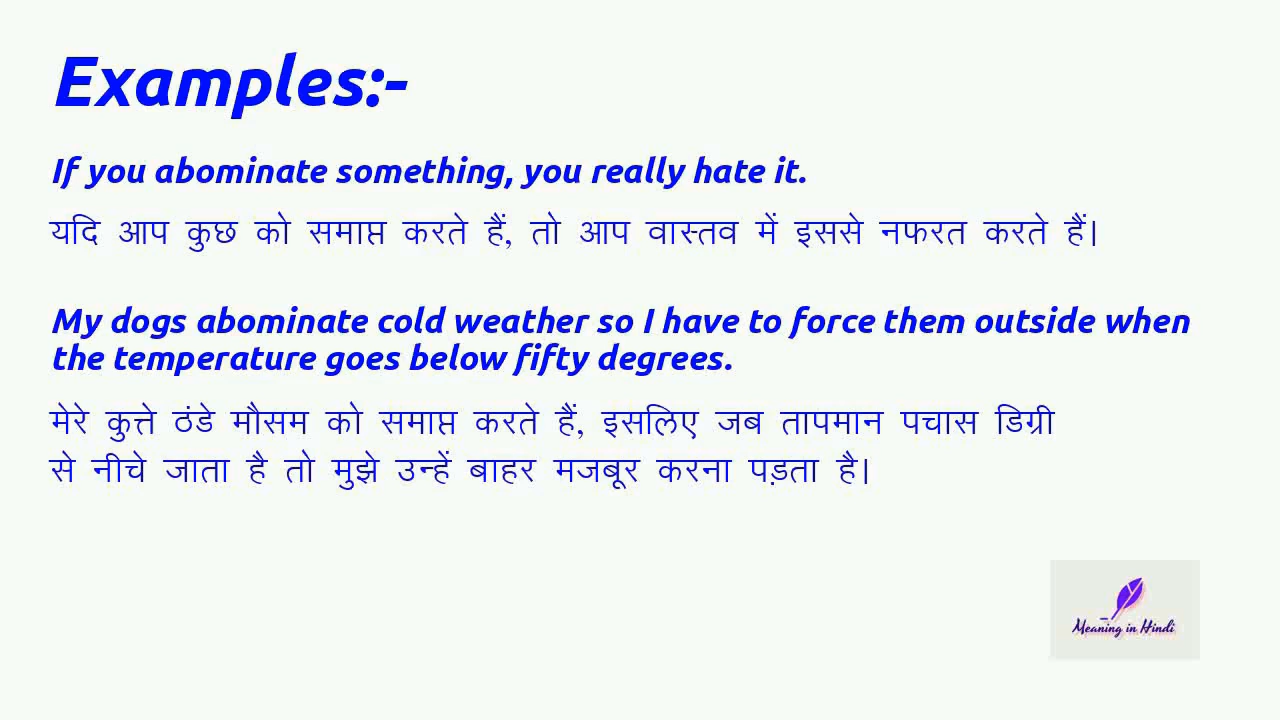 Examples:-
If you abominate something, you really hate it.
यदि आप कुछ को समाप्त करते हैं, तो आप वास्तव में इससे नफरत करते हैं।
My dogs abominate cold weather so I have to force them outside when
the temperature goes below fifty degrees.
मेरे कुत्ते ठंडे मौसम को समाप्त करते हैं, इसलिए जब तापमान पचास डिग्री
से नीचे जाता है तो मुझे उन्हें बाहर मजबूर करना पड़ता है।
Meaning in Hindi